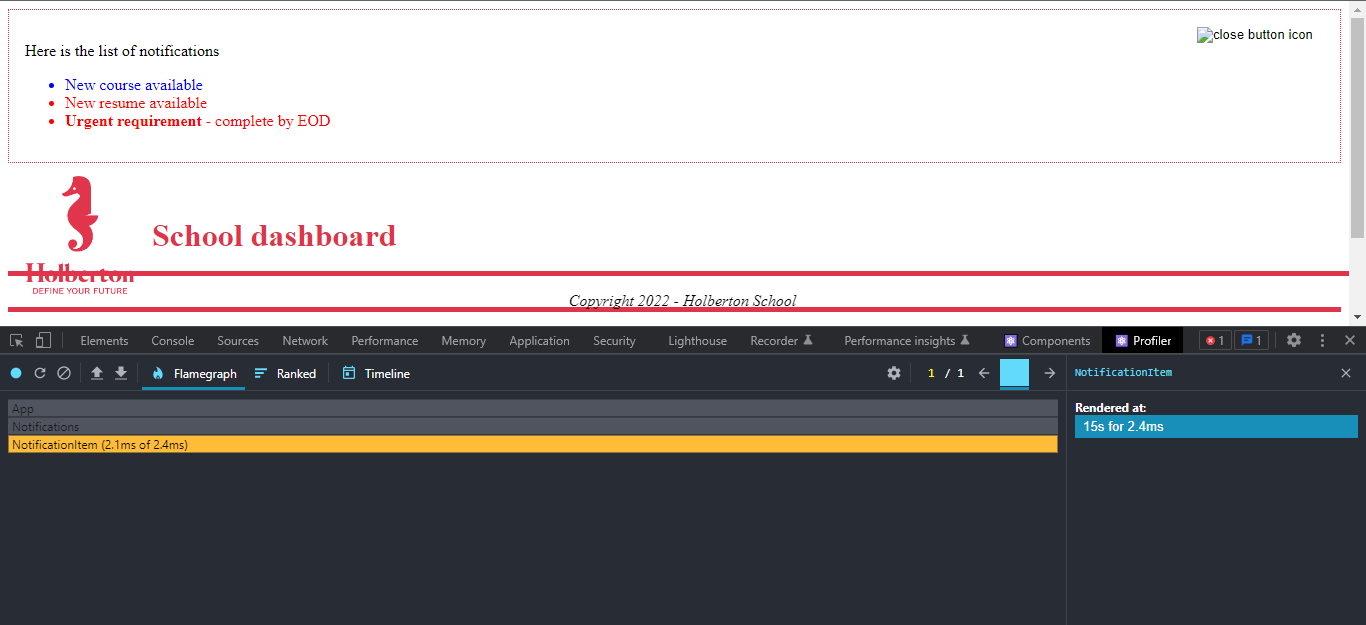 close button icon
Here is the list of notifications
New course available
New resume available
Urgent requirement - complete by EOD
School dashboard
Holberton
DEFINE YOUR FUTURE
Copyright 2022 - Holberton School
Elements Console Sources Network Performance Memory Application Security Lighthouse Recorder Performance insights Components Profiler 1 1
Flamegraph Ranked Timeline 1 / 1 NotificationItem
App
Notifications
NotificationItem (2.1ms of 2.4ms)
Rendered at:
15s for 2.4ms